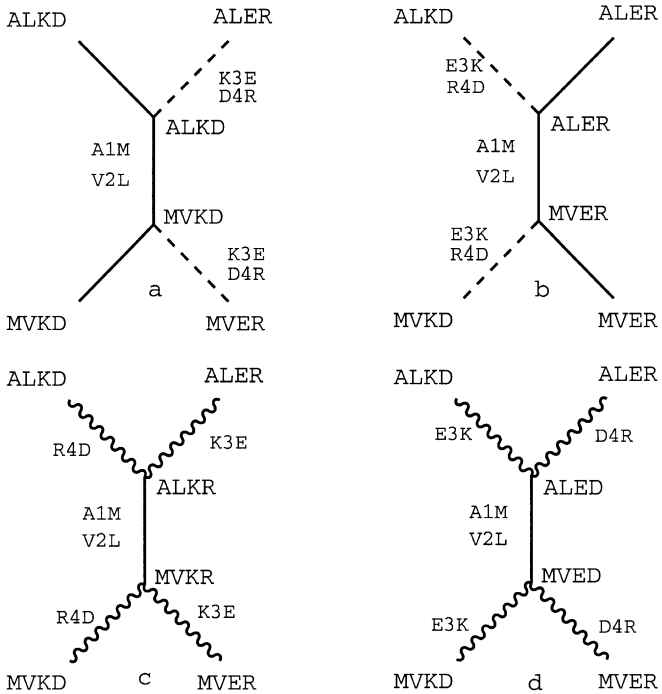 ALKD
ALER
K3E
D4R
ALKD
A1M
V2L
MVKD
K3E
D4R
a
MVKD
MVER
ALKD
ALER
E3K
R4D
ALER
A1M
V2L
MVER
E3K
R4D
b
MVKD
MVER
ALKD
ALER
R4D
K3E
ALKR
A1M
V2L
MVKR
R4D
K3E
c
MVKD
MVER
ALKD
ALER
E3K
D4R
ALED
A1M
V2L
MVED
E3K
D4R
d
MVKD
MVER